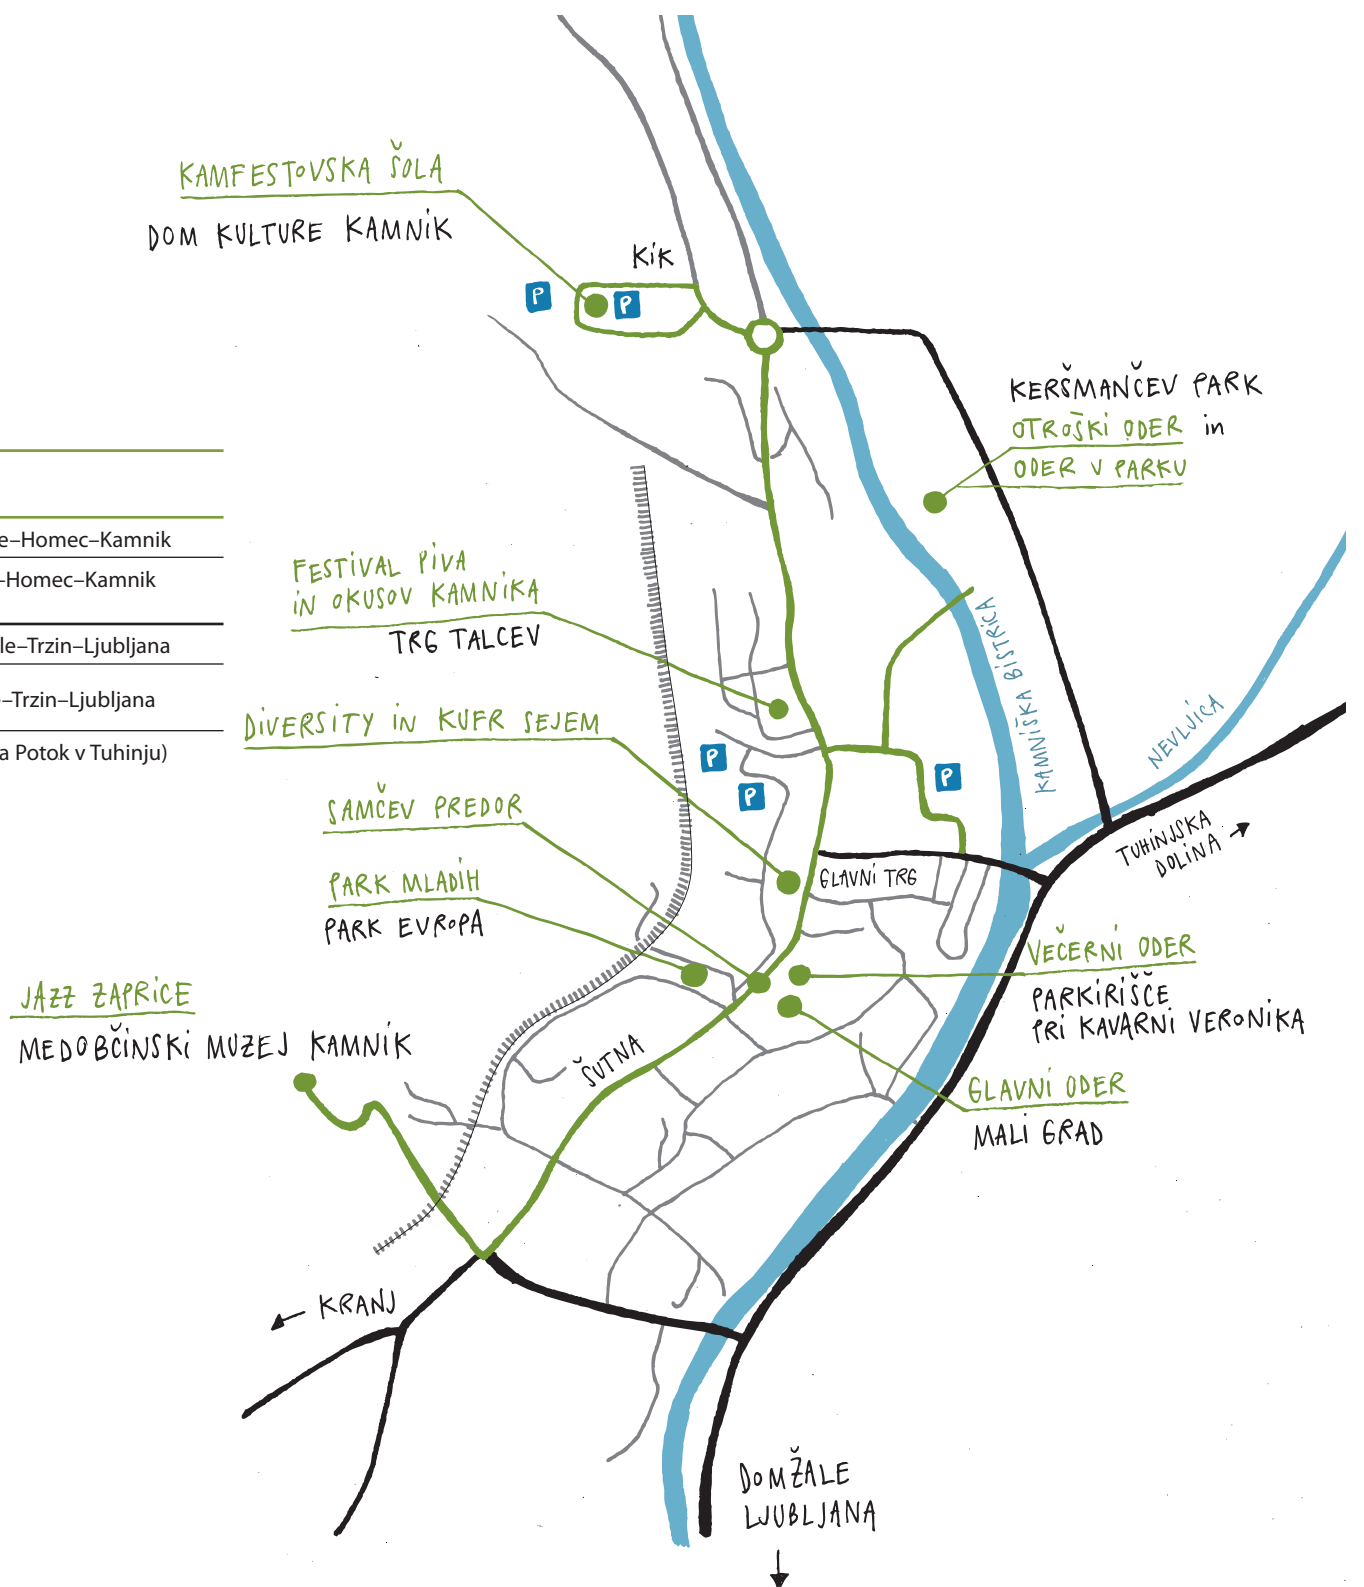 KAMFESTOVSKA ŠOLA
DOM KULTURE KAMNIK
KIK
P
P
KERŠMANČEV PARK
OTROŠKI ODER in
ODER V PARKU
e–Homec–Kamnik
–Homec–Kamnik
le–Trzin–Ljubljana
–Trzin–Ljubljana
a Potok v Tuhinju)
FESTIVAL PIVA
IN OKUSOV KAMNIKA
TRG TALCEV
KAMNIŠKA BISTRICA
NEVLJICA
DIVERSITY IN KUFR SEJEM
P
P
P
SAMČEV PREDOR
TUHINJSKA
DOLINA
PARK MLADIH
PARK EVROPA
GLAVNI TRG
VEČERNI ODER
PARKIRIŠČE
PRI KAVARNI VERONIKA
JAZZ ZAPRICE
MEDOBČINSKI MUZEJ KAMNIK
ŠUTNA
GLAVNI ODER
MALI GRAD
KRANJ
DOMŽALE
LJUBLJANA